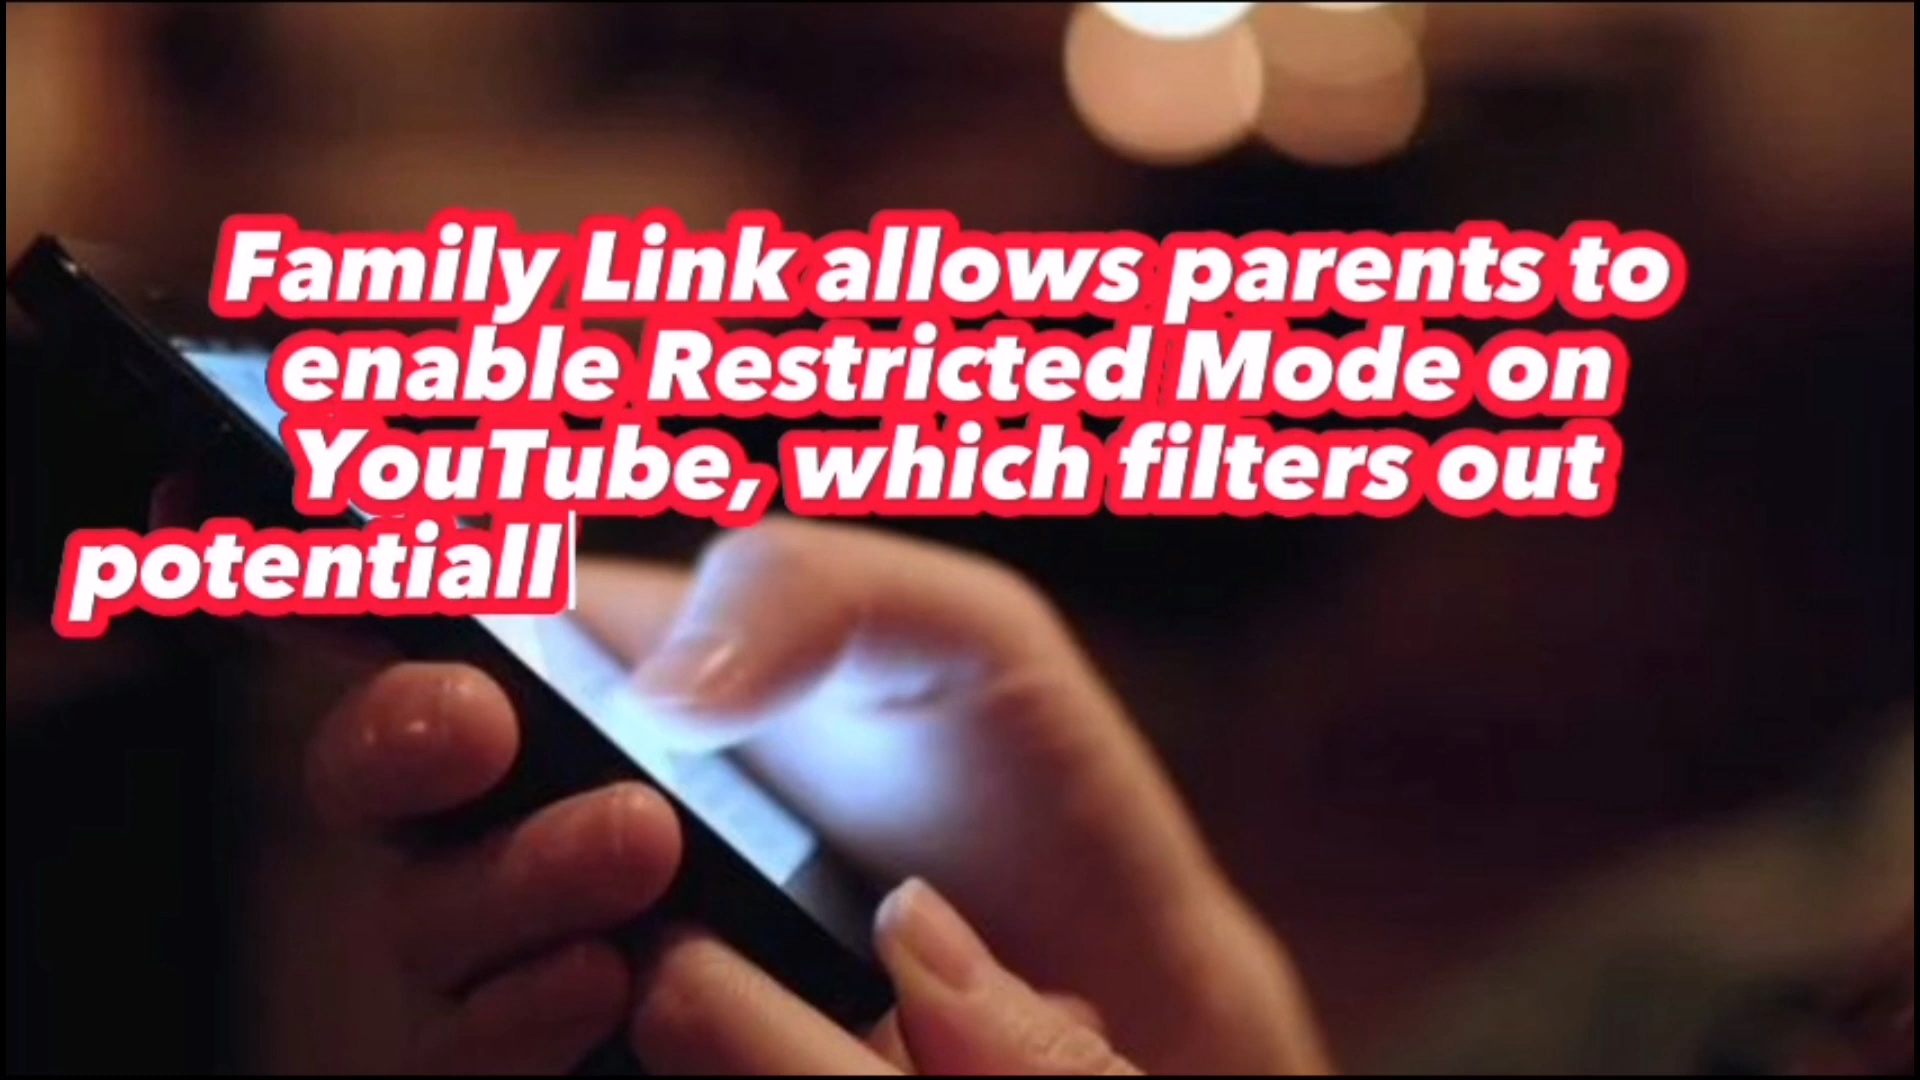 Family Link allows parents to
enable Restricted Mode on
YouTube, which filters out
potentiall